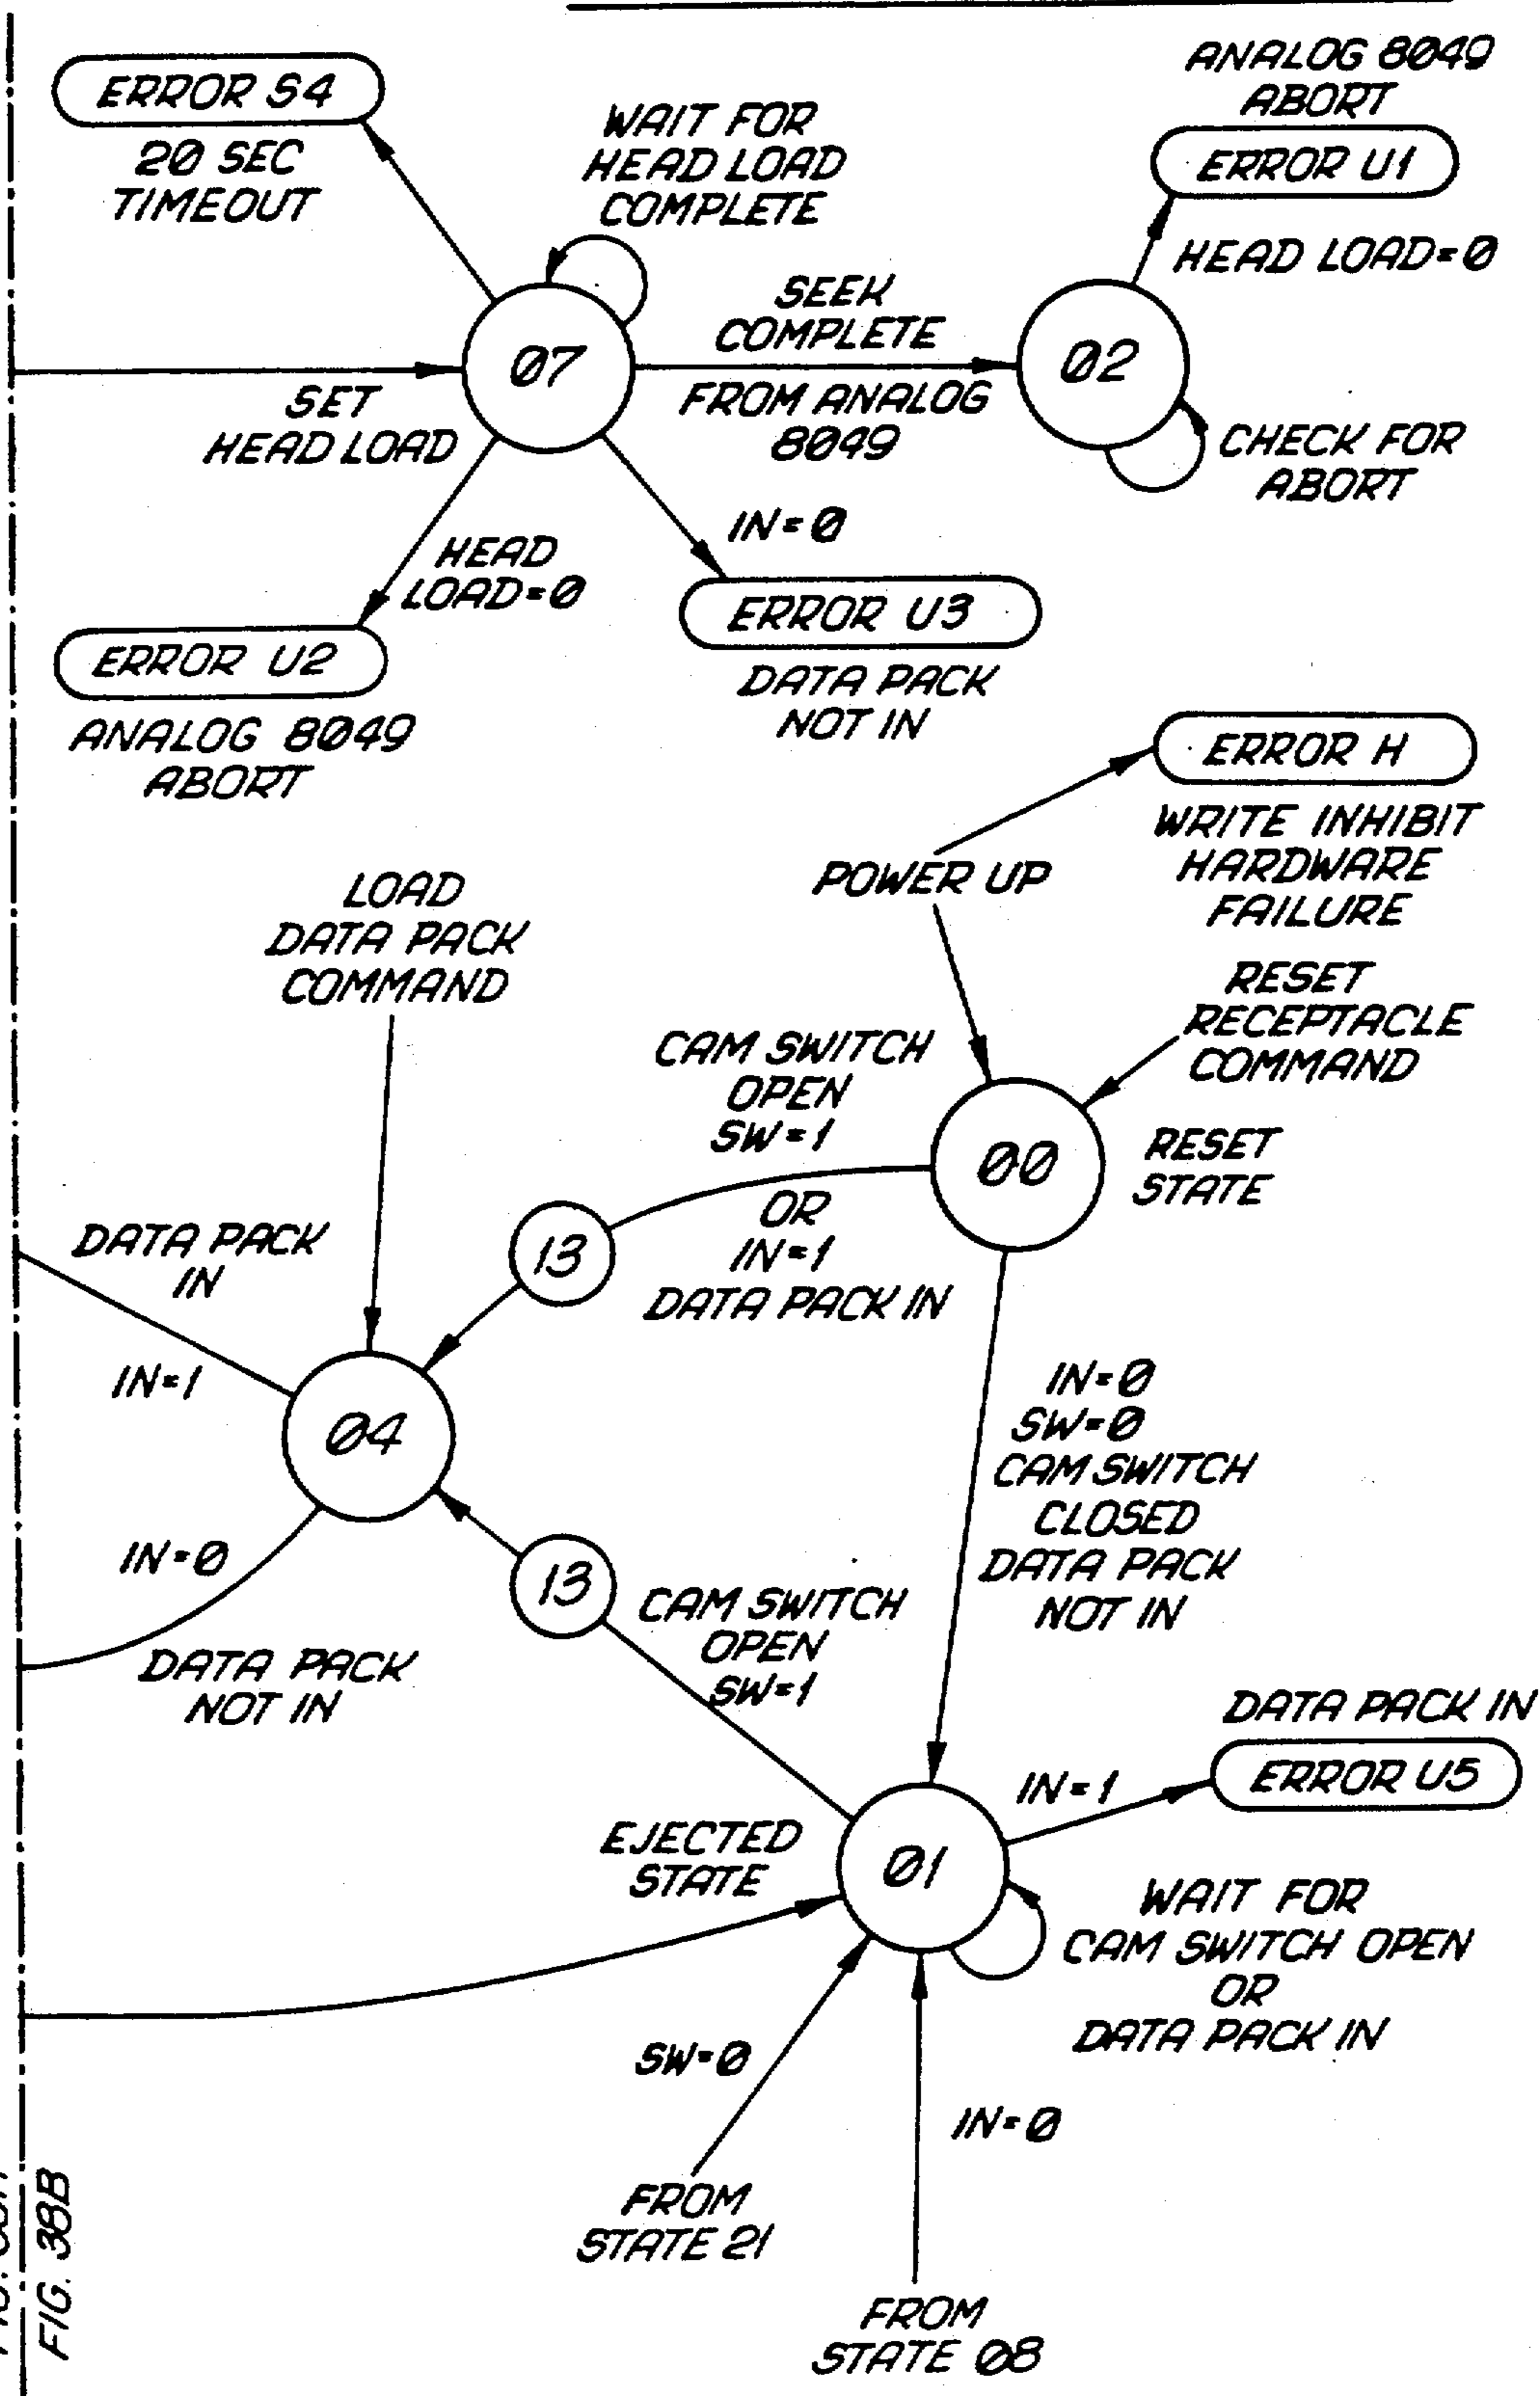 ERROR S4
20 SEC
TIMEOUT
WAIT FOR
HEAD LOAD
COMPLETE
ANALOG 8049
ABORT
ERROR U1
HEAD LOAD=0
SET
HEAD LOAD
07
SEEK
COMPLETE
FROM ANALOG
8049
02
CHECK FOR
ABORT
HEAD
LOAD=0
IN=0
ERROR U2
ANALOG 8049
ABORT
ERROR U3
DATA PACK
NOT IN
ERROR H
WRITE INHIBIT
HARDWARE
FAILURE
POWER UP
LOAD
DATA PACK
COMMAND
RESET
RECEPTACLE
COMMAND
CAM SWITCH
OPEN
SW=1
OR
IN=1
DATA PACK IN
00
RESET
STATE
13
DATA PACK
IN
IN=1
04
IN=0
DATA PACK
NOT IN
IN=0
SW=0
CAM SWITCH
CLOSED
DATA PACK
NOT IN
13
CAM SWITCH
OPEN
SW=1
DATA PACK IN
ERROR U5
IN=1
EJECTED
STATE
01
WAIT FOR
CAM SWITCH OPEN
OR
DATA PACK IN
SW=0
FROM
STATE 21
IN=0
FROM
STATE 08
FIG. 38B